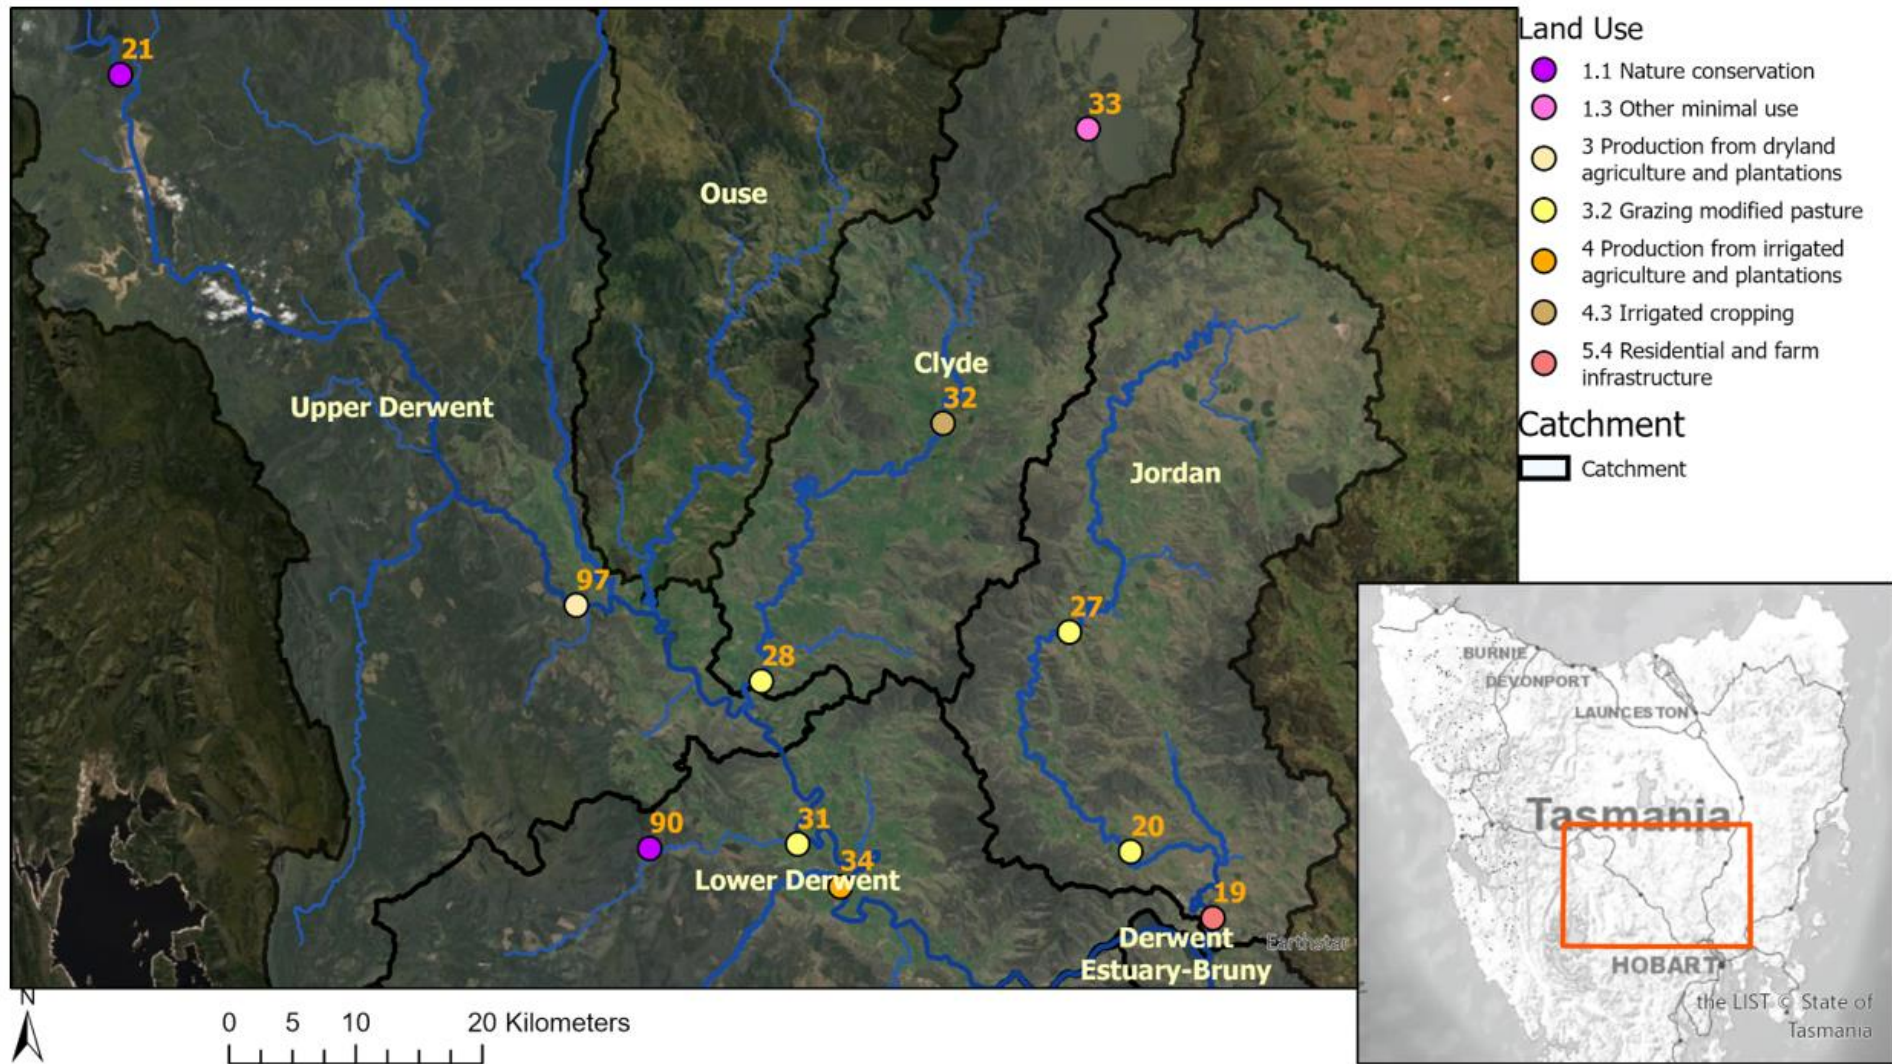 21
33
Ouse
Clyde
32
Upper Derwent
Jordan
97
27
28
90
31
20
34
Lower Derwent
19
Derwent
Estuary-Bruny
Earthstar
Land Use
1.1 Nature conservation
1.3 Other minimal use
3 Production from dryland
agriculture and plantations
3.2 Grazing modified pasture
4 Production from irrigated
agriculture and plantations
4.3 Irrigated cropping
5.4 Residential and farm
infrastructure
Catchment
Catchment
BURNIE
DEVONPORT
LAUNCESTON
Tasmania
HOBART
the LIST © State of
Tasmania
N
0 5 10 20 Kilometers